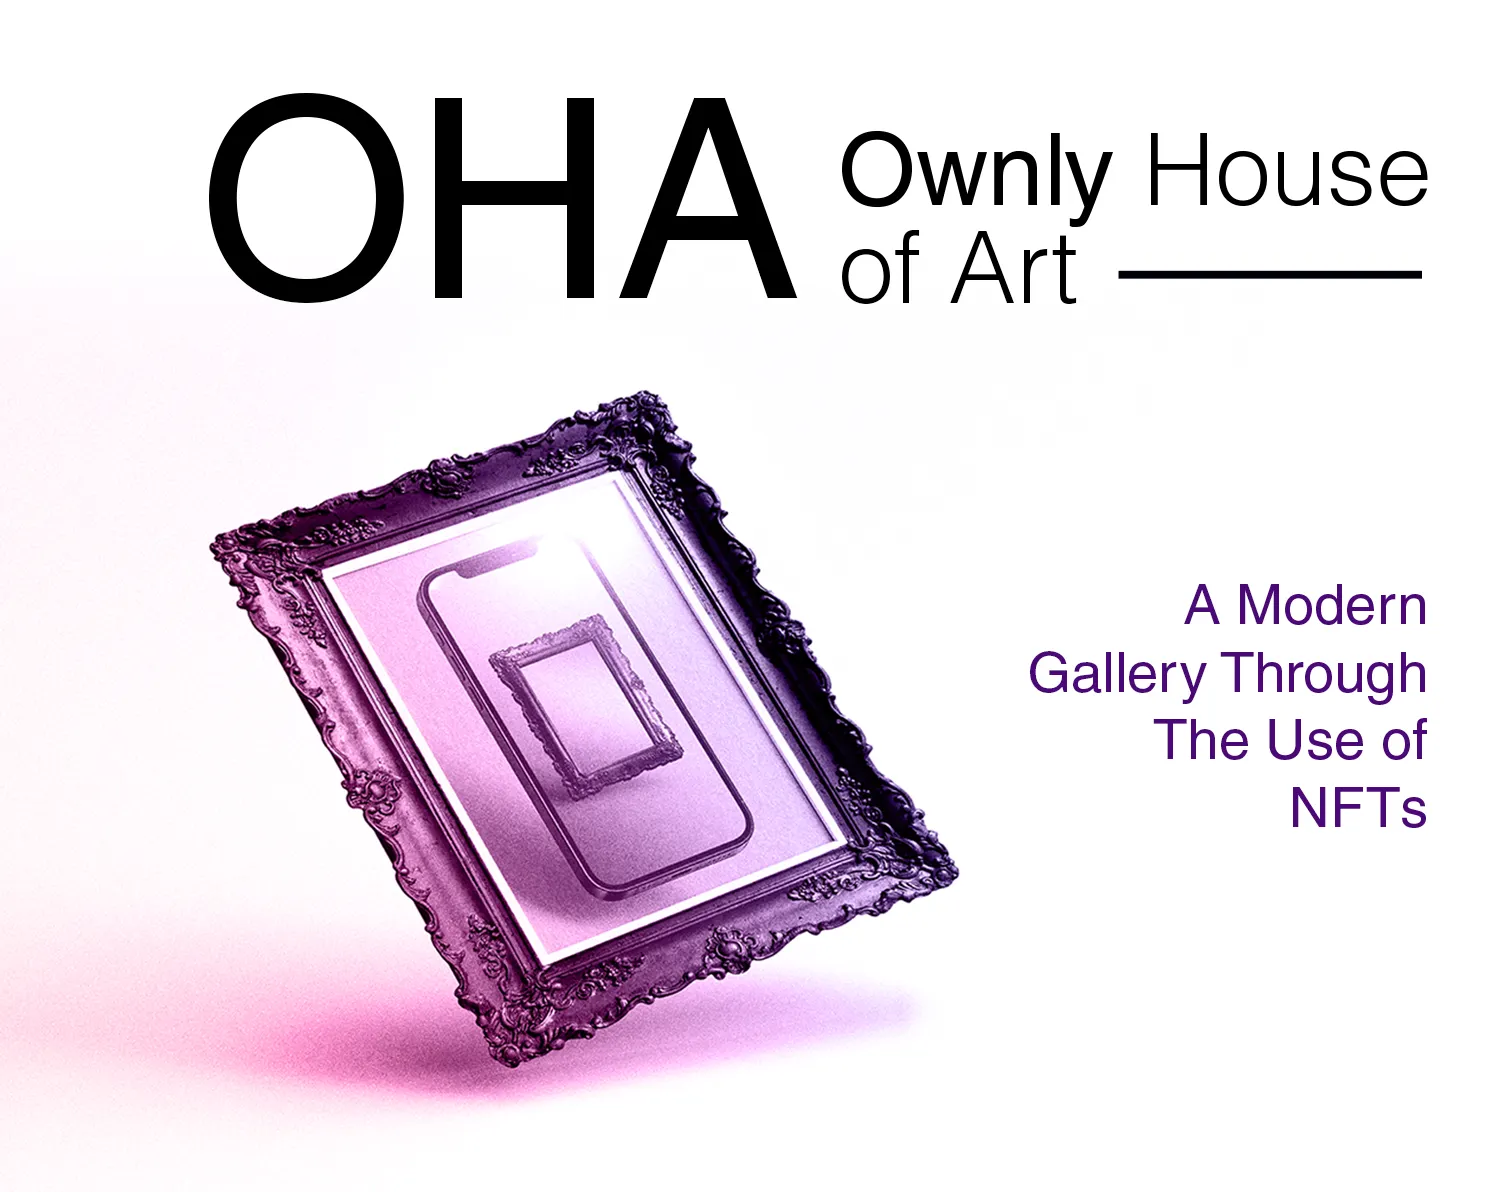 OHA
Ownly House
of Art
A Modern
Gallery Through
The Use of
NFTs